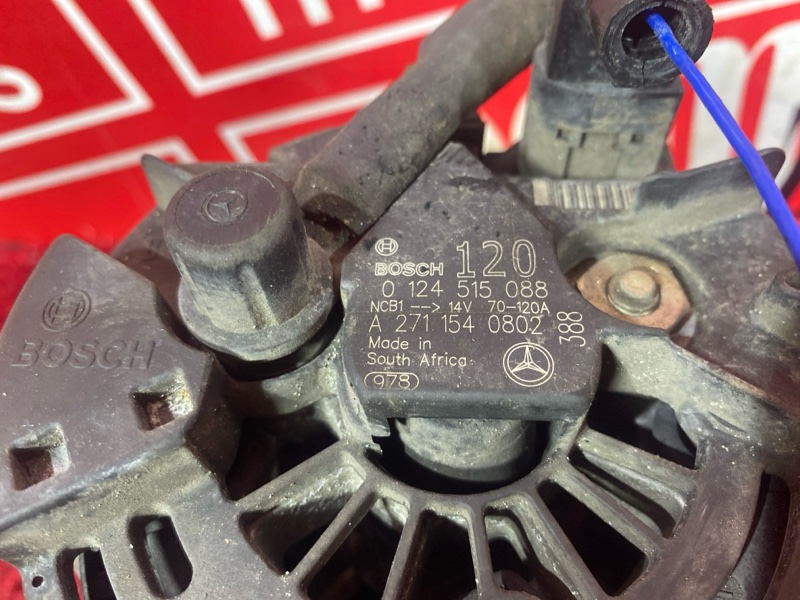 BOSCH
BOSCH 120
0 124 515 088
NCB1 --> 14V 70-120A
A 271 154 0802
Made in
South Africa
978
388